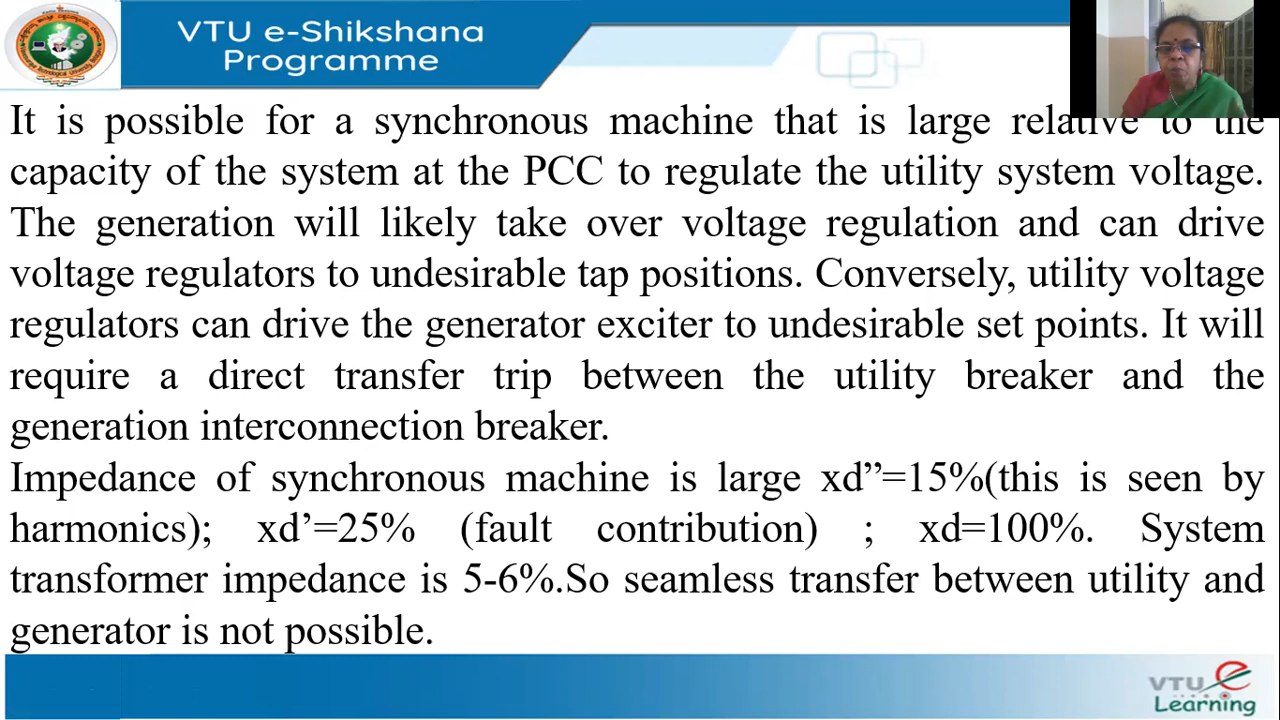 VTU e-Shikshana
Programme
It is possible for a synchronous machine that is large relative to the
capacity of the system at the PCC to regulate the utility system voltage.
The generation will likely take over voltage regulation and can drive
voltage regulators to undesirable tap positions. Conversely, utility voltage
regulators can drive the generator exciter to undesirable set points. It will
require a direct transfer trip between the utility breaker and the
generation interconnection breaker.
Impedance of synchronous machine is large xd”=15%(this is seen by
harmonics); xd’=25% (fault contribution) ; xd=100%. System
transformer impedance is 5-6%.So seamless transfer between utility and
generator is not possible.
VTU e
Learning